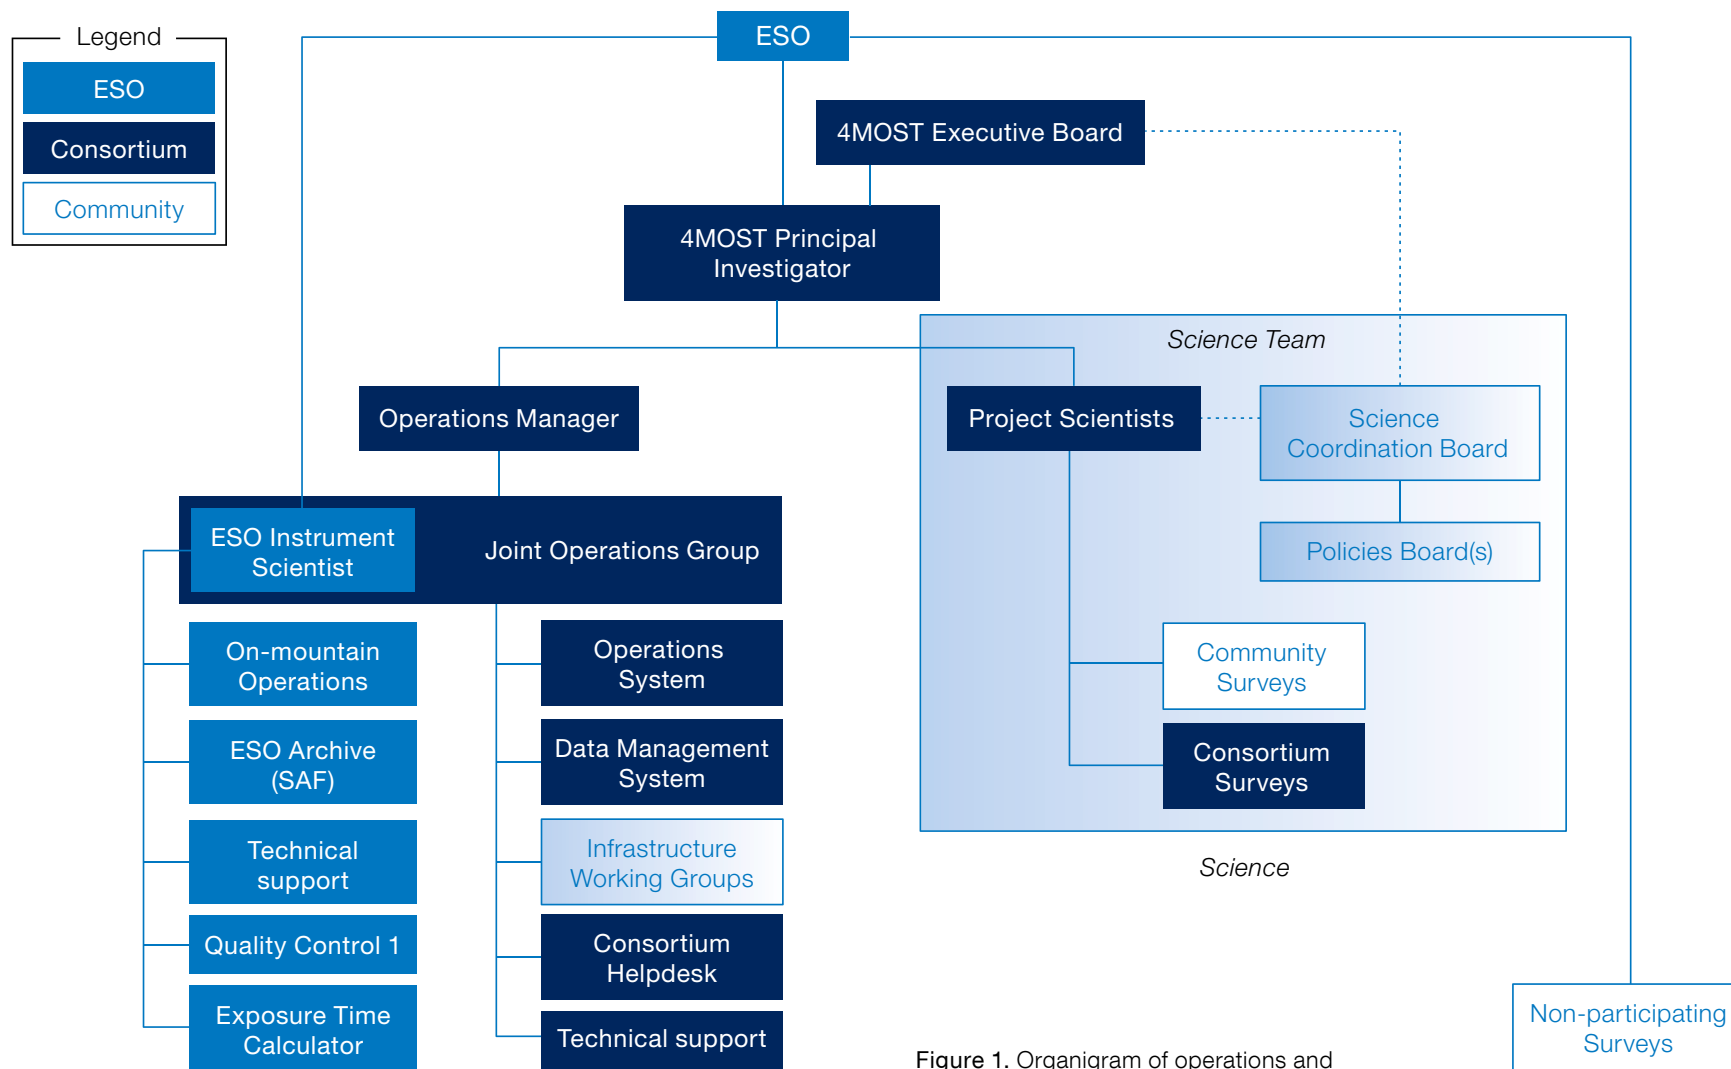 Legend
ESO
Consortium
Community
ESO
4MOST Executive Board
4MOST Principal
Investigator
Science Team
Operations Manager
Project Scientists
Science
Coordination Board
ESO Instrument
Scientist
Joint Operations Group
Policies Board(s)
On-mountain
Operations
Operations
System
Community
Surveys
ESO Archive
(SAF)
Data Management
System
Consortium
Surveys
Technical
support
Infrastructure
Working Groups
Science
Quality Control 1
Consortium
Helpdesk
Exposure Time
Calculator
Technical support
Non-participating
Surveys
Figure 1. Organigram of operations and